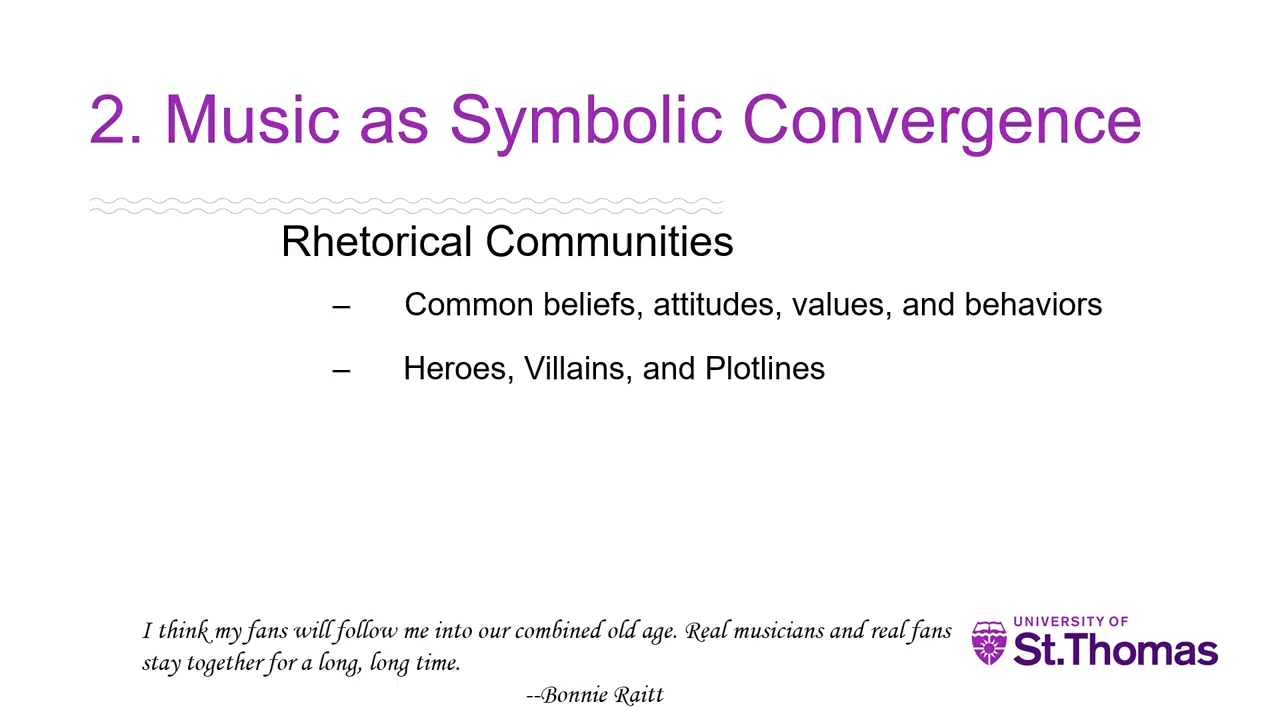 2. Music as Symbolic Convergence
Rhetorical Communities
– Common beliefs, attitudes, values, and behaviors
– Heroes, Villains, and Plotlines
I think my fans will follow me into our combined old age. Real musicians and real fans
stay together for a long, long time.
--Bonnie Raitt
UNIVERSITY OF
St.Thomas